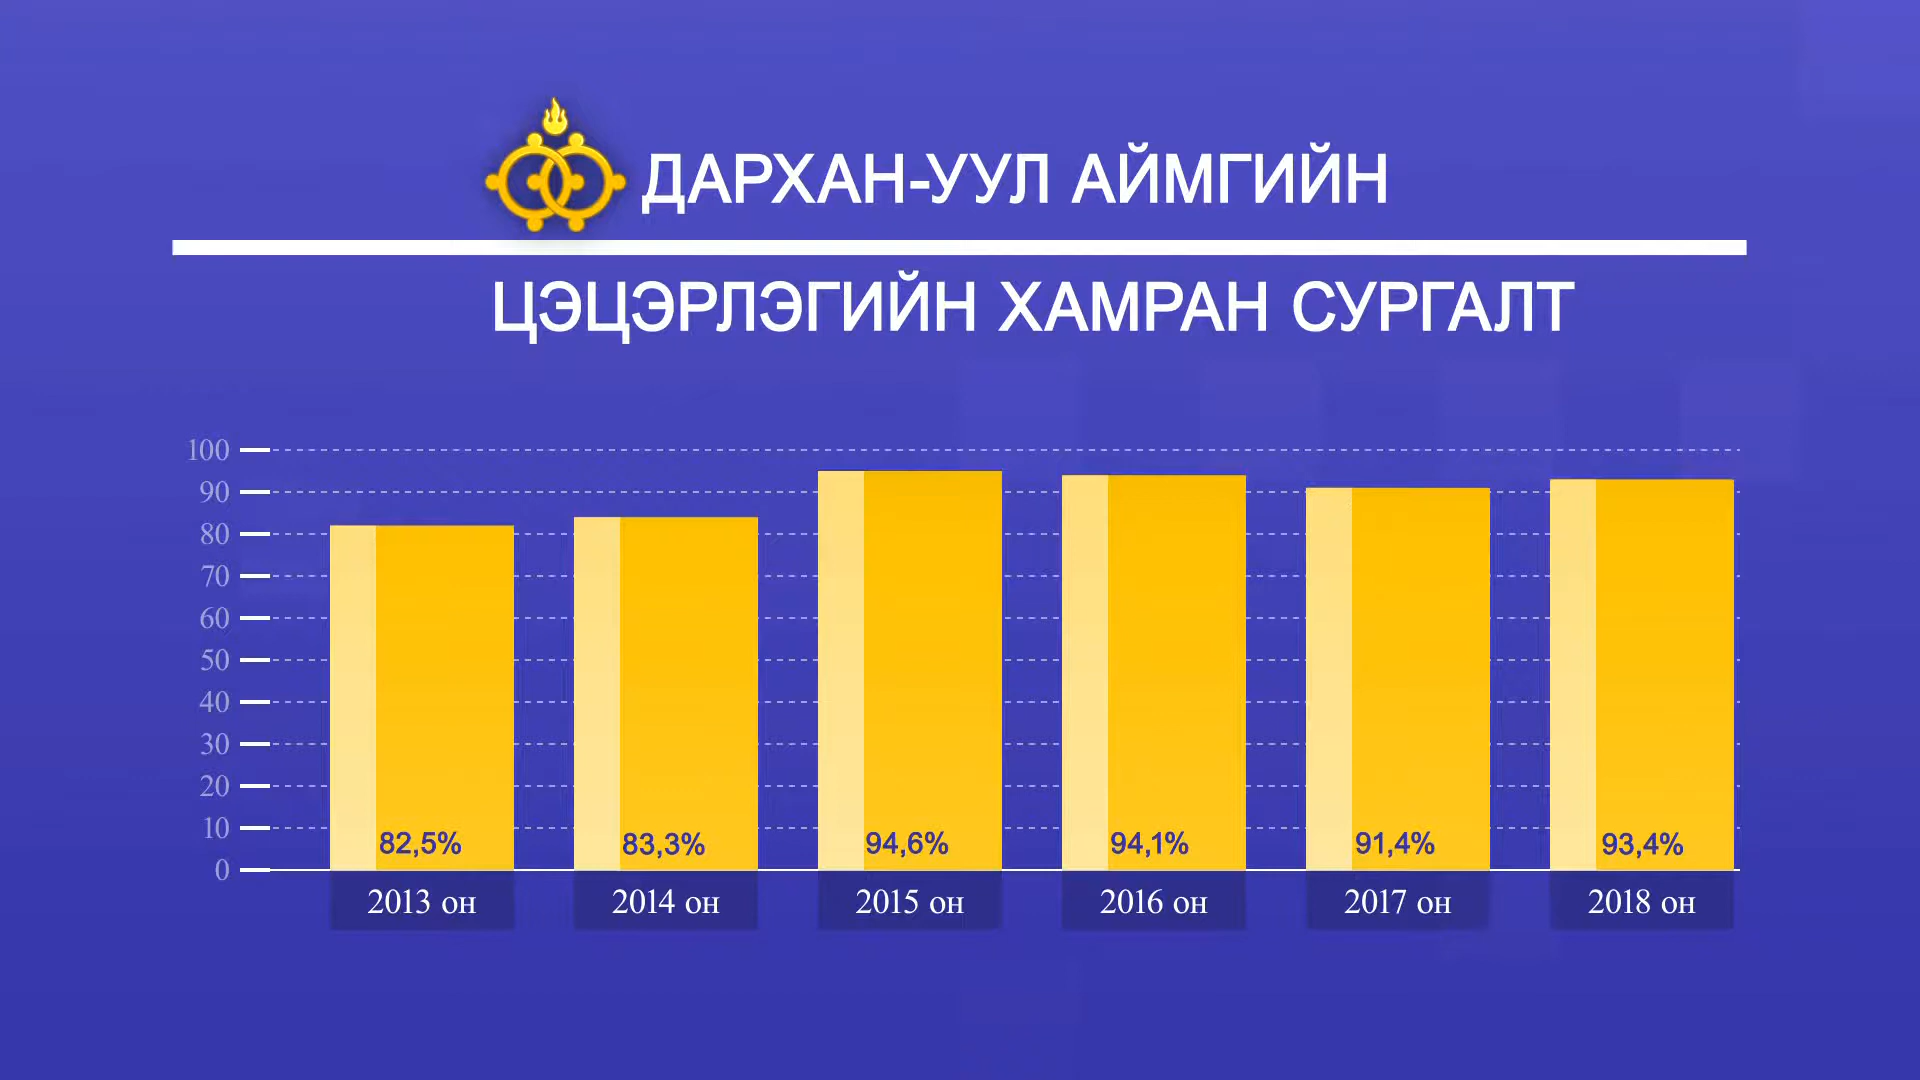 ДАРХАН-УУЛ АЙМГИЙН
ЦЭЦЭРЛЭГИЙН ХАМРАН СУРГАЛТ
100
90
80
70
60
50
40
30
20
10
0
82,5% 83,3% 94,6% 94,1% 91,4% 93,4%
2013 он 2014 он 2015 он 2016 он 2017 он 2018 он